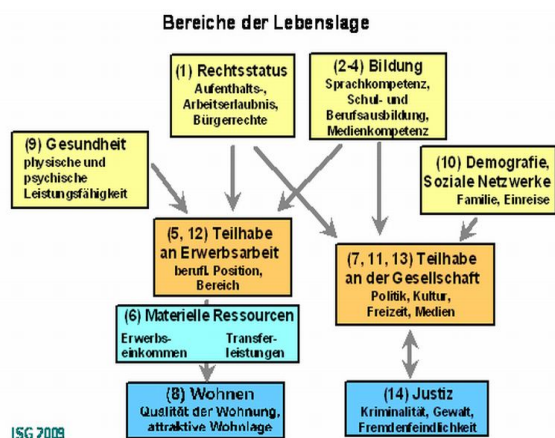 Bereiche der Lebenslage
(1) Rechtsstatus
Aufenthalts-,
Arbeitserlaubnis,
Bürgerrechte
(2-4) Bildung
Sprachkompetenz,
Schul- und
Berufsausbildung,
Medienkompetenz
(9) Gesundheit
physische und
psychische
Leistungsfähigkeit
(10) Demografie,
Soziale Netzwerke
Familie, Einreise
(5, 12) Teilhabe
an Erwerbsarbeit
berufl. Position,
Bereich
(7, 11, 13) Teilhabe
an der Gesellschaft
Politik, Kultur,
Freizeit, Medien
(6) Materielle Ressourcen
Erwerbs- Transfer-
einkommen leistungen
(8) Wohnen
Qualität der Wohnung,
attraktive Wohnlage
(14) Justiz
Kriminalität, Gewalt,
Fremdenfeindlichkeit
ISG 2009